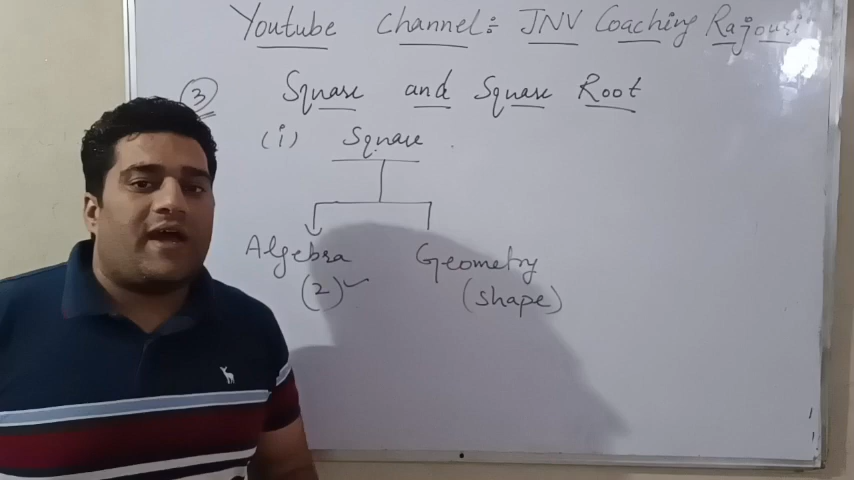 Youtube Channel:- JNV Coaching Rajouri
③ Square and Square Root
(i) Square
Algebra Geometry
(2) (shape)